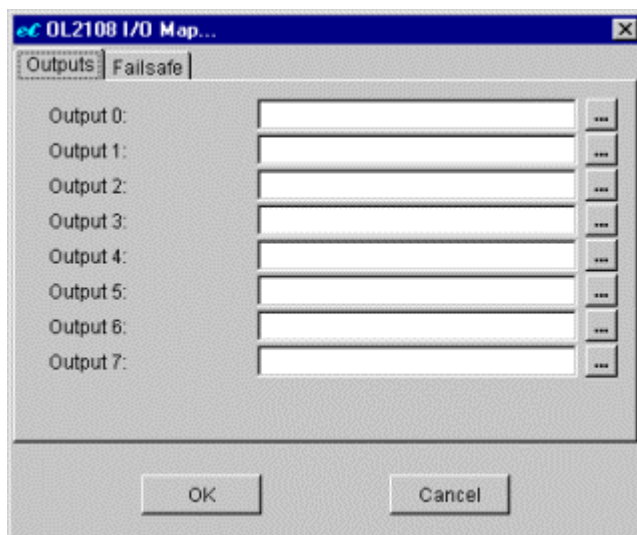 eC OL2108 I/O Map...
Outputs Failsafe
Output 0: ...
Output 1: ...
Output 2: ...
Output 3: ...
Output 4: ...
Output 5: ...
Output 6: ...
Output 7: ...
OK Cancel